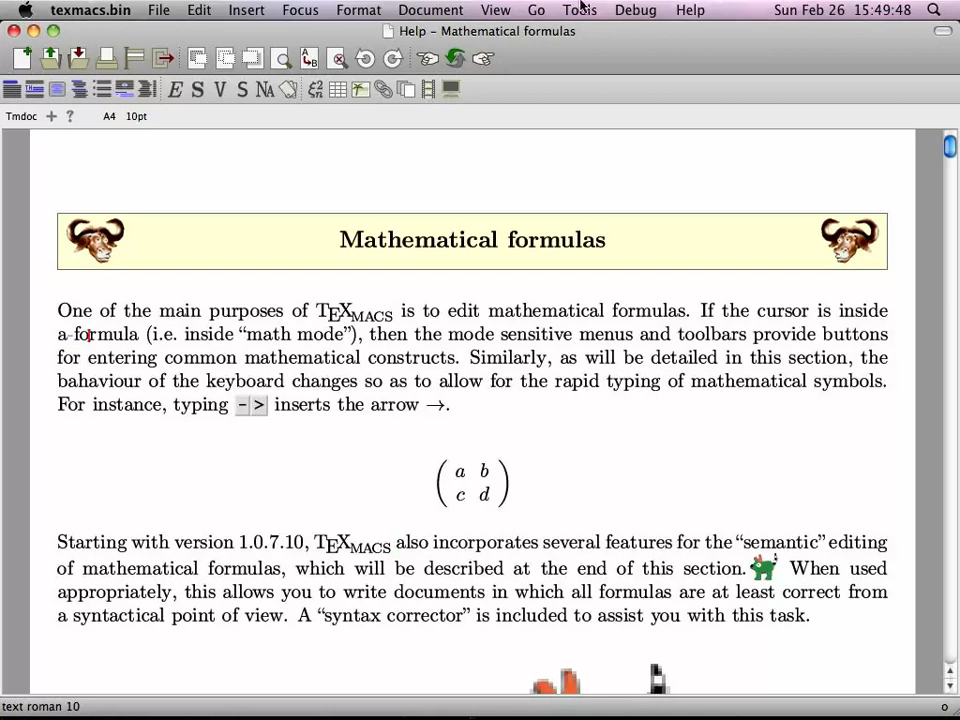 texmacs.bin File Edit Insert Focus Format Document View Go Tools Debug Help Sun Feb 26 15:49:48
Help - Mathematical formulas
E S V S NA
Tmdoc + ? A4 10pt
Mathematical formulas
One of the main purposes of TEXMACS is to edit mathematical formulas. If the cursor is inside
a formula (i.e. inside “math mode”), then the mode sensitive menus and toolbars provide buttons
for entering common mathematical constructs. Similarly, as will be detailed in this section, the
bahaviour of the keyboard changes so as to allow for the rapid typing of mathematical symbols.
For instance, typing - > inserts the arrow →.
a b
c d
Starting with version 1.0.7.10, TEXMACS also incorporates several features for the “semantic” editing
of mathematical formulas, which will be described at the end of this section. When used
appropriately, this allows you to write documents in which all formulas are at least correct from
a syntactical point of view. A “syntax corrector” is included to assist you with this task.
text roman 10 o